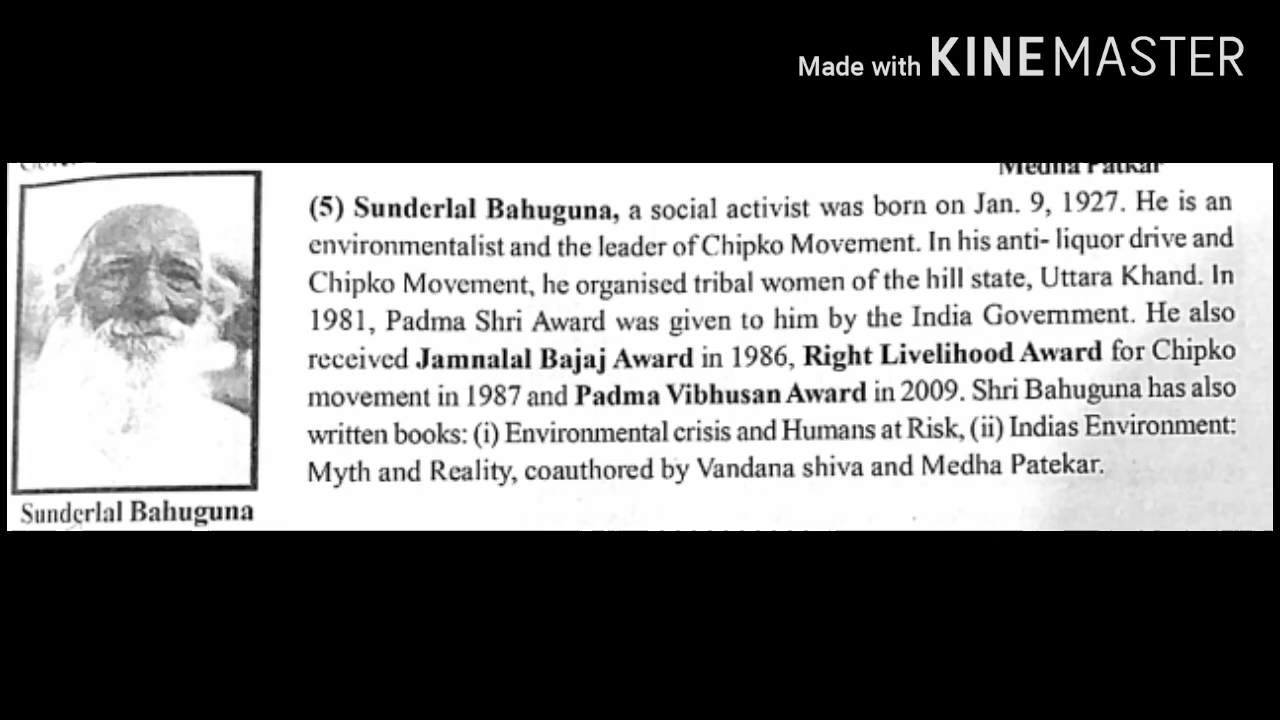 Made with KINEMASTER
Medha Patkar
(5) Sunderlal Bahuguna, a social activist was born on Jan. 9, 1927. He is an
environmentalist and the leader of Chipko Movement. In his anti- liquor drive and
Chipko Movement, he organised tribal women of the hill state, Uttara Khand. In
1981, Padma Shri Award was given to him by the India Government. He also
received Jamnalal Bajaj Award in 1986, Right Livelihood Award for Chipko
movement in 1987 and Padma Vibhusan Award in 2009. Shri Bahuguna has also
written books: (i) Environmental crisis and Humans at Risk, (ii) Indias Environment:
Myth and Reality, coauthored by Vandana shiva and Medha Patekar.
Sunderlal Bahuguna